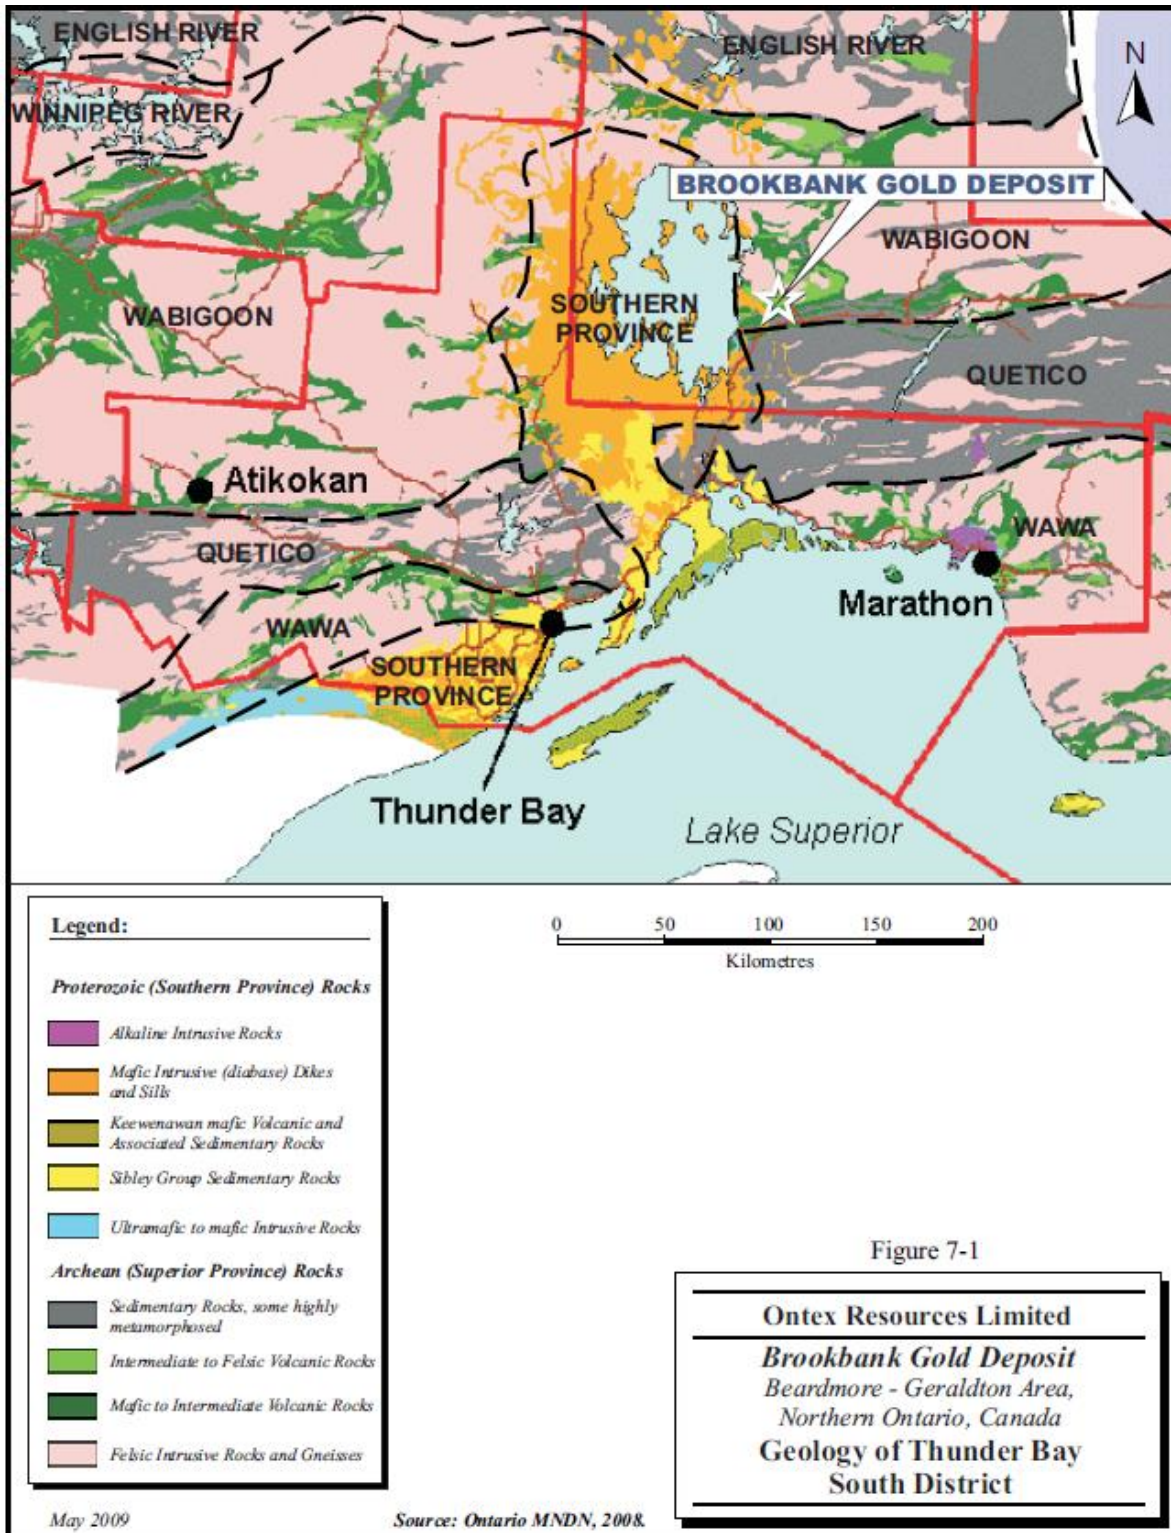 ENGLISH RIVER
ENGLISH RIVER
N
WINNIPEG RIVER
BROOKBANK GOLD DEPOSIT
WABIGOON
WABIGOON
SOUTHERN
PROVINCE
QUETICO
Atikokan
QUETICO
WAWA
Marathon
WAWA
SOUTHERN
PROVINCE
Thunder Bay
Lake Superior
Legend:
Proterozoic (Southern Province) Rocks
Alkaline Intrusive Rocks
Mafic Intrusive (diabase) Dikes
and Sills
Keewenawan mafic Volcanic and
Associated Sedimentary Rocks
Sibley Group Sedimentary Rocks
Ultramafic to mafic Intrusive Rocks
Archean (Superior Province) Rocks
Sedimentary Rocks, some highly
metamorphosed
Intermediate to Felsic Volcanic Rocks
Mafic to Intermediate Volcanic Rocks
Felsic Intrusive Rocks and Gneisses
0 50 100 150 200
Kilometres
Figure 7-1
Ontex Resources Limited
Brookbank Gold Deposit
Beardmore - Geraldton Area,
Northern Ontario, Canada
Geology of Thunder Bay
South District
May 2009
Source: Ontario MNDN, 2008.